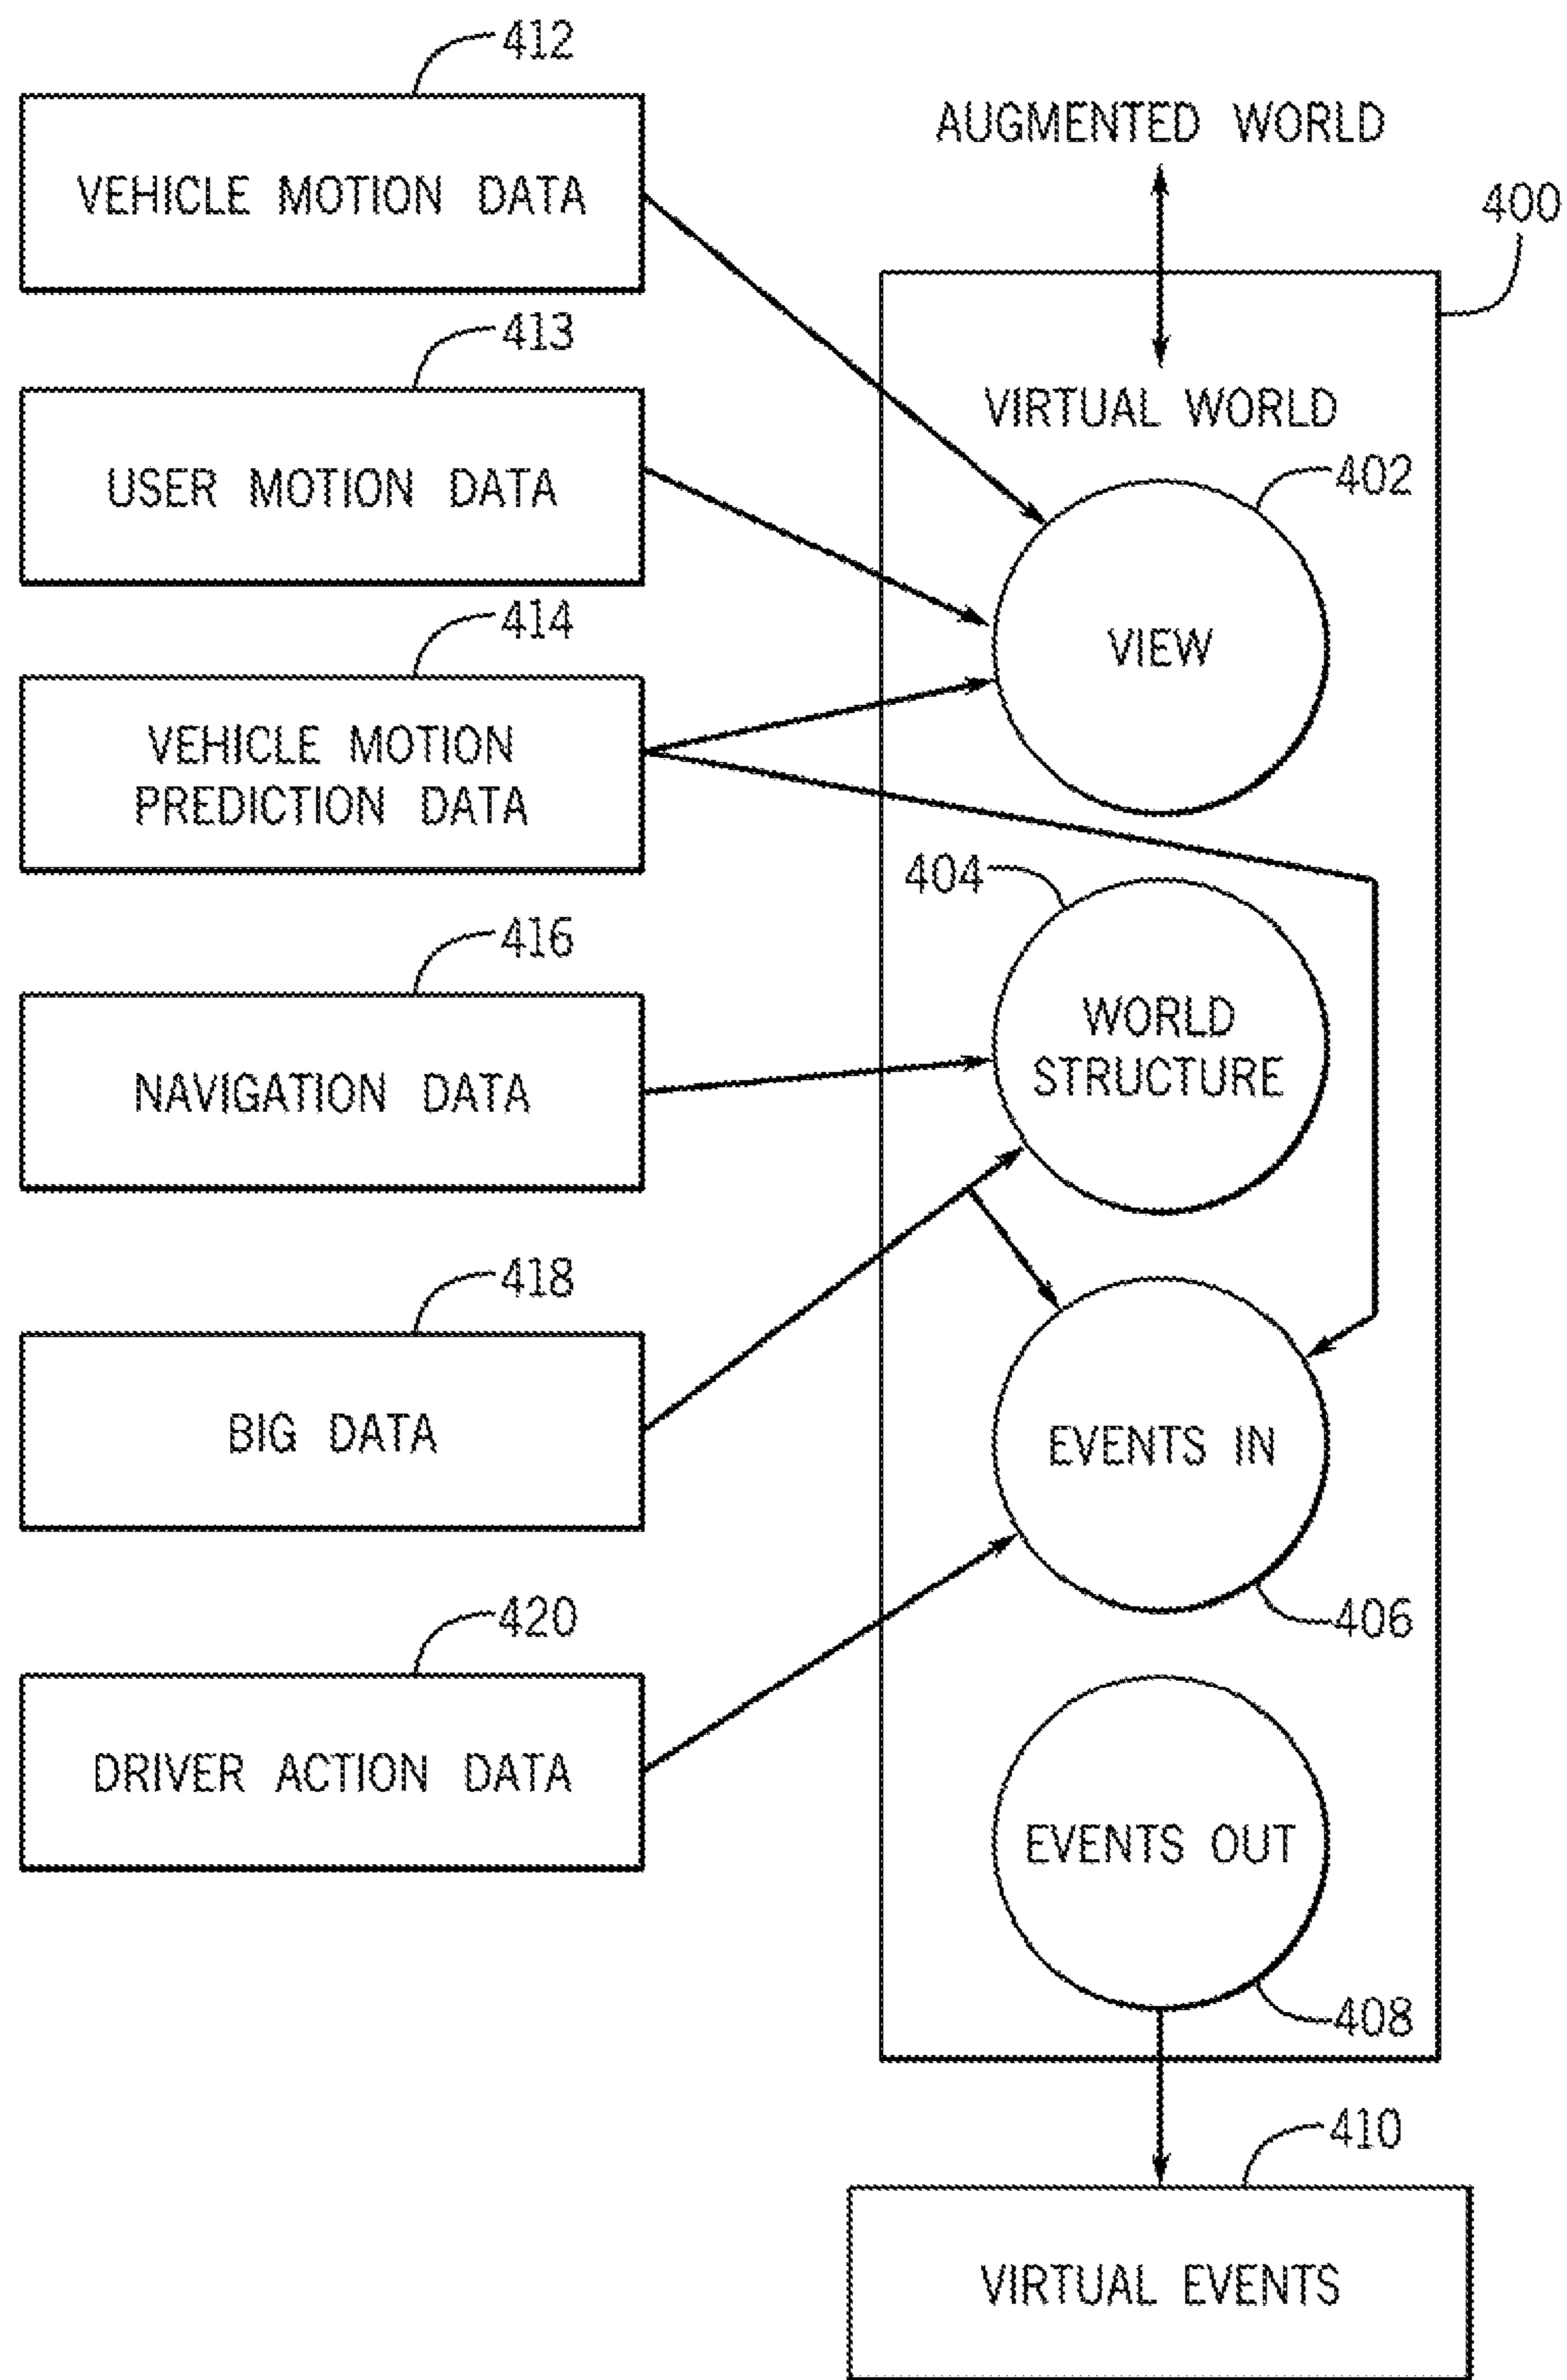 412
VEHICLE MOTION DATA
413
USER MOTION DATA
414
VEHICLE MOTION
PREDICTION DATA
416
NAVIGATION DATA
418
BIG DATA
420
DRIVER ACTION DATA
AUGMENTED WORLD
400
VIRTUAL WORLD
402
VIEW
404
WORLD
STRUCTURE
EVENTS IN
406
EVENTS OUT
408
410
VIRTUAL EVENTS